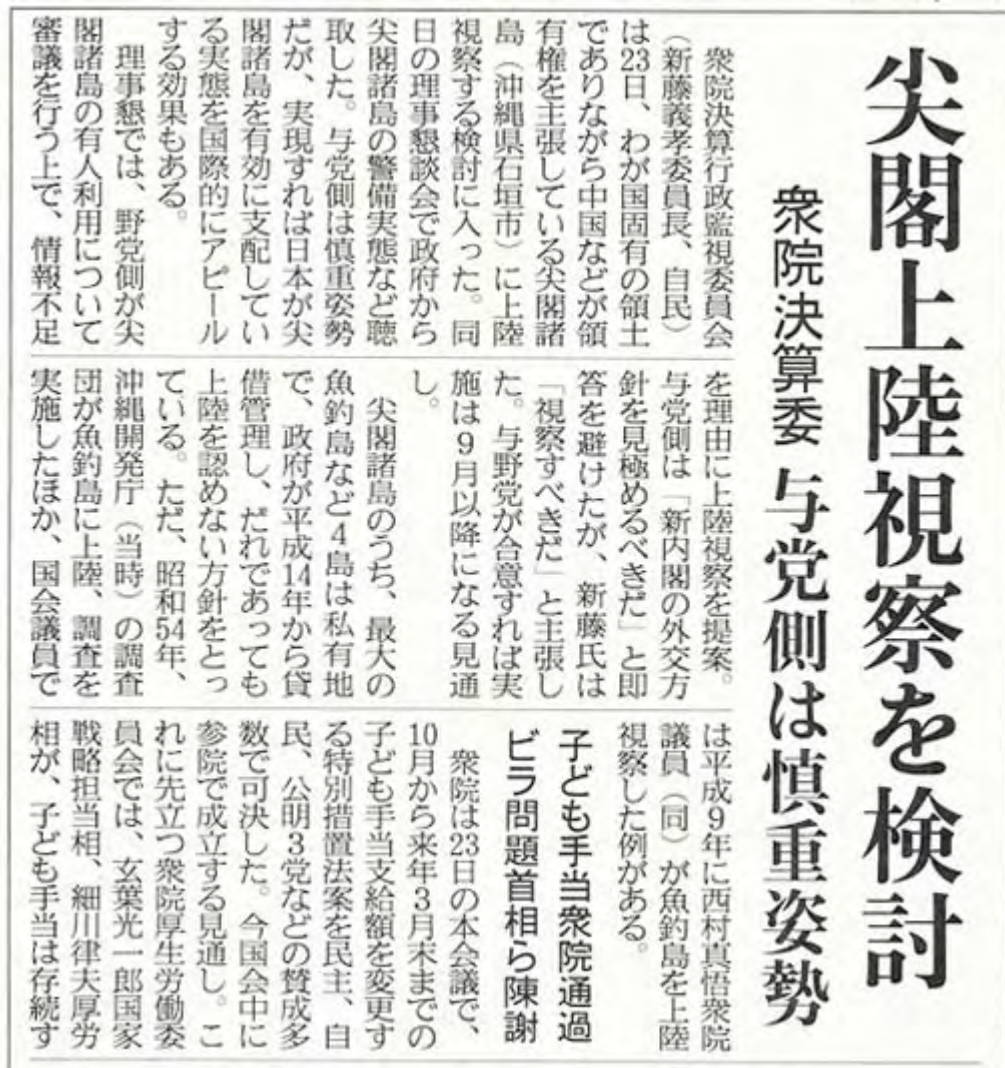 尖閣上陸視察を検討
衆院決算委 与党側は慎重姿勢
衆院決算行政監視委員会
（新藤義孝委員長、自民）
は23日、わが国固有の領土
でありながら中国などが領
有権を主張している尖閣諸
島（沖縄県石垣市）に上陸
視察する検討に入った。同
日の理事懇談会で政府から
尖閣諸島の警備実態など聴
取した。与党側は慎重姿勢
だが、実現すれば日本が尖
閣諸島を有効に支配してい
る実態を国際的にアピール
する効果もある。
理事懇では、野党側が尖
閣諸島の有人利用について
審議を行う上で、情報不足
を理由に上陸視察を提案。
与党側は「新内閣の外交方
針を見極めるべきだ」と即
答を避けたが、新藤氏は
「視察すべきだ」と主張し
た。与野党が合意すれば実
施は9月以降になる見通
し。
尖閣諸島のうち、最大の
魚釣島など4島は私有地
で、政府が平成14年から賃
借管理し、だれであっても
上陸を認めない方針をとっ
ている。ただ、昭和54年、
沖縄開発庁（当時）の調査
団が魚釣島に上陸、調査を
実施したほか、国会議員で
は平成9年に西村真悟衆院
議員（同）が魚釣島を上陸
視察した例がある。
子ども手当衆院通過
ビラ問題首相ら陳謝
衆院は23日の本会議で、
10月から来年3月末までの
子ども手当支給額を変更す
る特別措置法案を民主、自
民、公明3党などの賛成多
数で可決した。今国会中に
参院で成立する見通し。こ
れに先立つ衆院厚生労働委
員会では、玄葉光一郎国家
戦略担当相、細川律夫厚労
相が、子ども手当は存続す